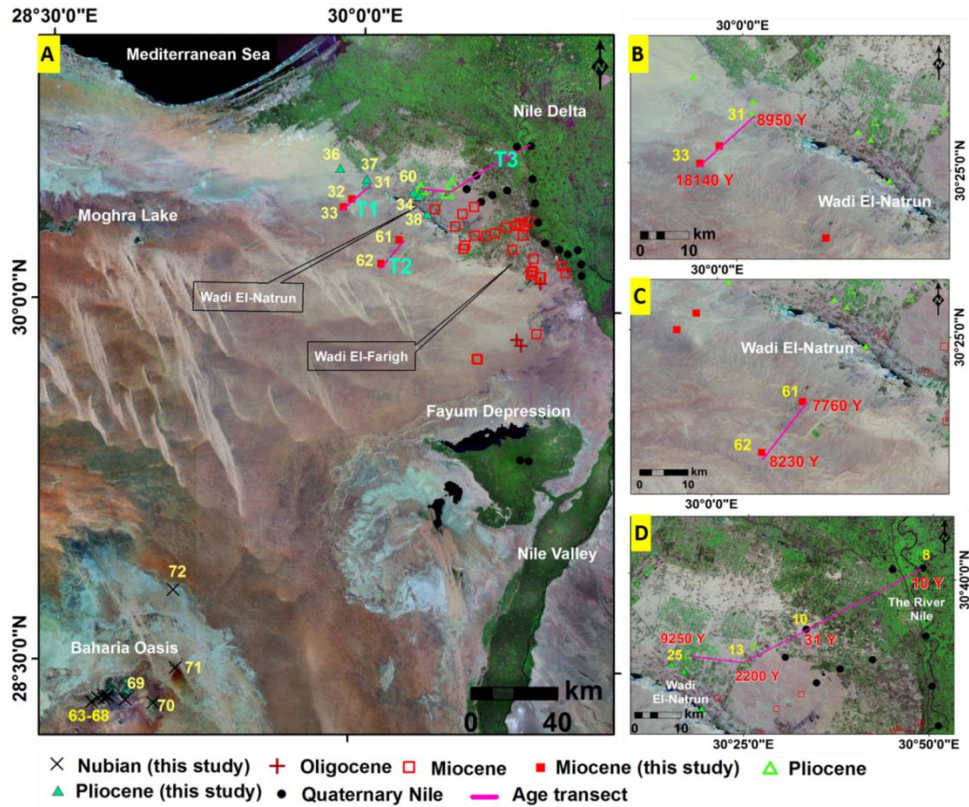 28°30'0"E
30°0'0"E
A
Mediterranean Sea
N
Nile Delta
36
37
31
32
33
T1
60
T3
34
38
61
62
T2
Moghra Lake
30°0'0"N
Wadi El-Natrun
Wadi El-Farigh
Fayum Depression
Nile Valley
72
Baharia Oasis
71
69
63-68
70
28°30'0"N
km
0 40
30°0'0"E
B
N
31
8950 Y
33
18140 Y
30°25'0"N
Wadi El-Natrun
km
0 10
30°0'0"E
C
N
Wadi El-Natrun
30°25'0"N
61
7760 Y
62
8230 Y
km
0 10
30°0'0"E
D
N
8
10 Y
30°40'0"N
The River
Nile
10
31 Y
9250 Y
25
13
2200 Y
Wadi
El-Natrun
km
0 10
30°25'0"E
30°50'0"E
Nubian (this study)
Oligocene
Miocene
Miocene (this study)
Pliocene
Pliocene (this study)
Quaternary Nile
Age transect